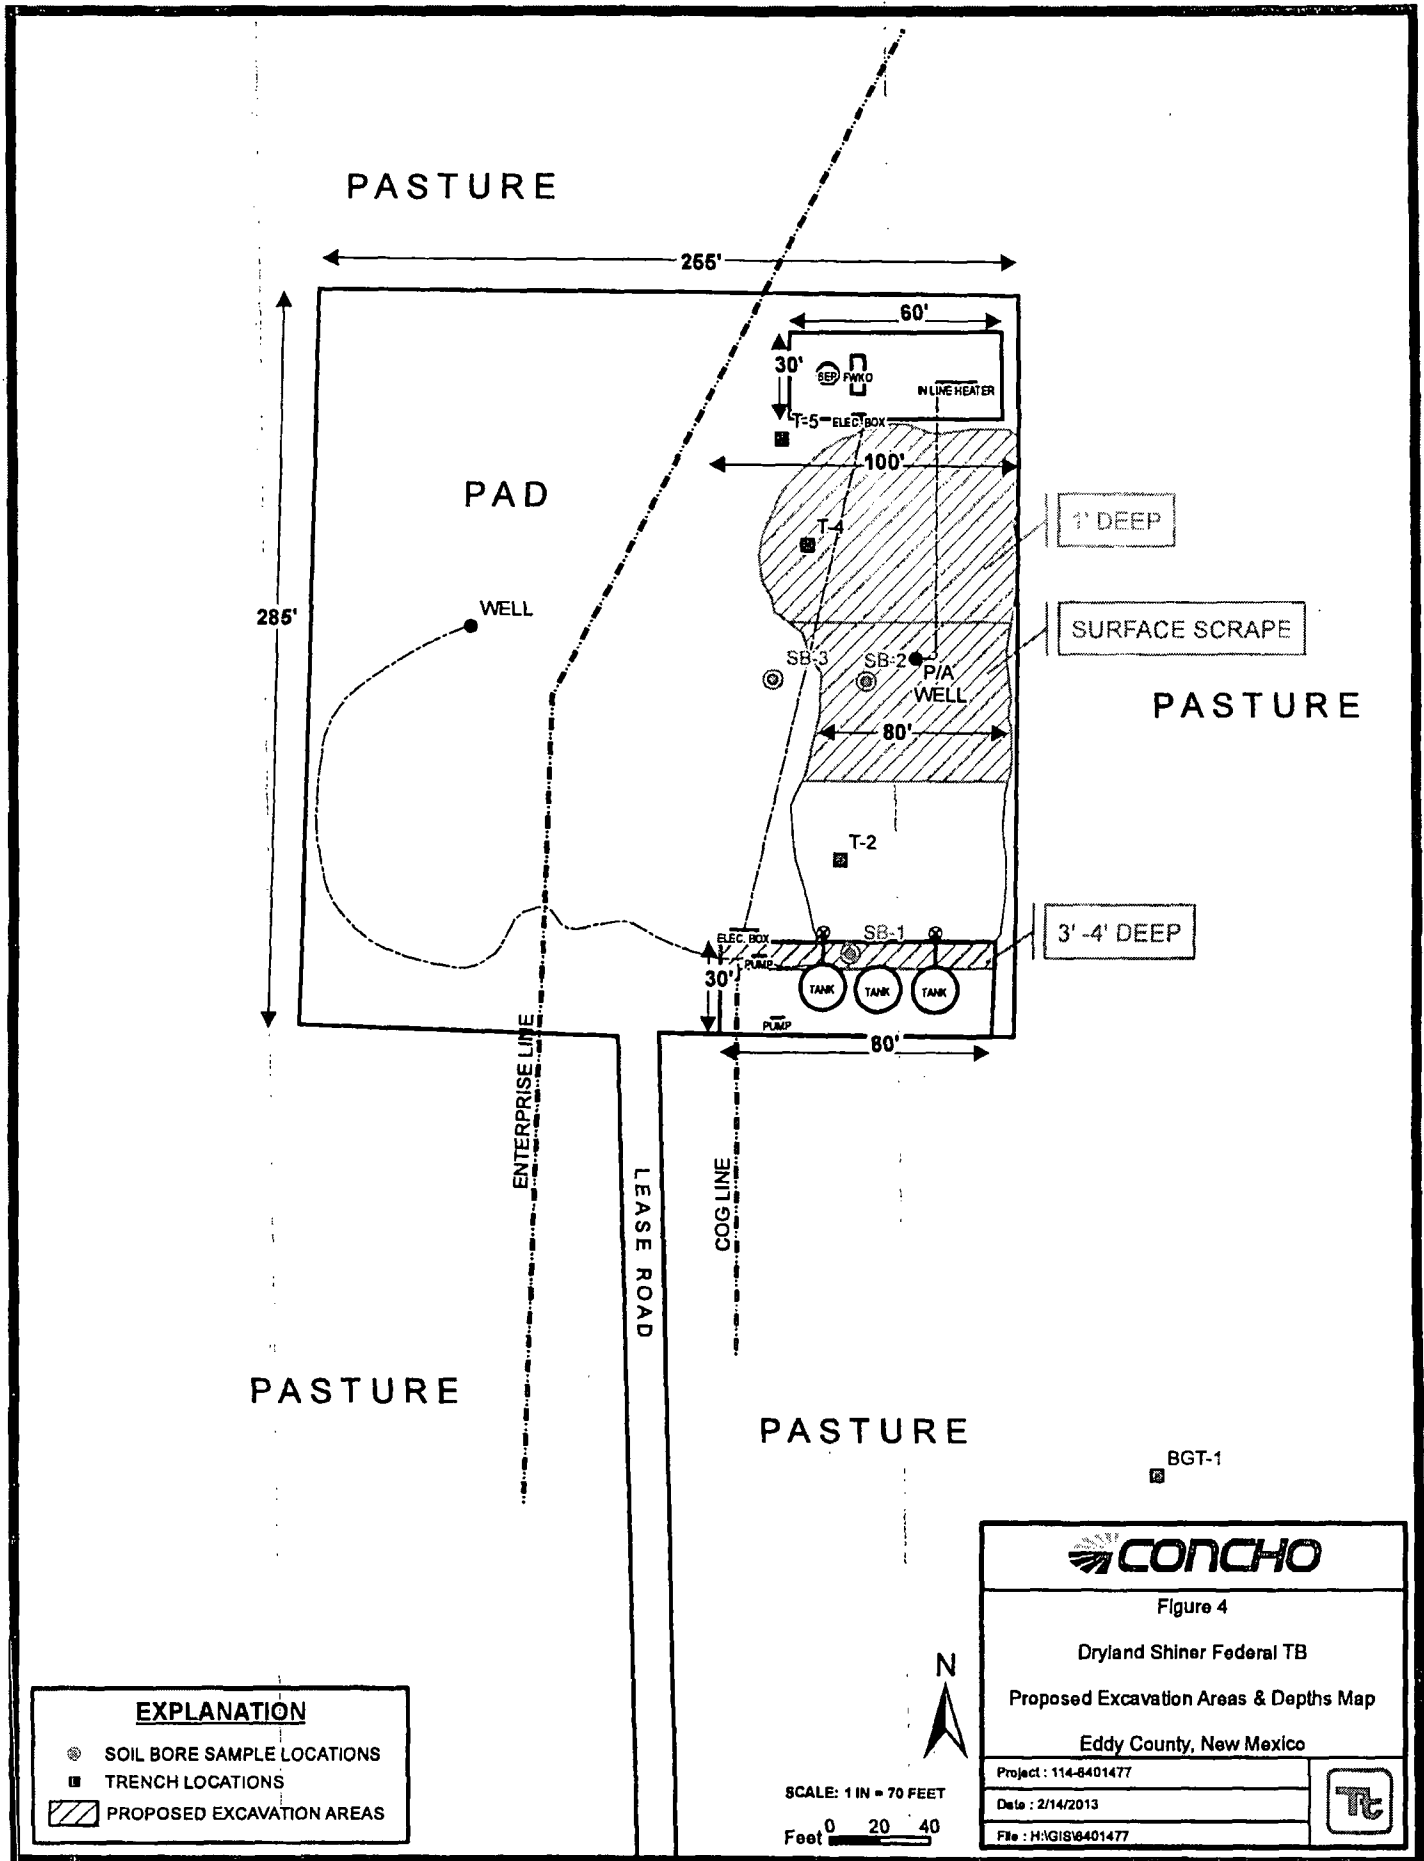 PASTURE
255'
60'
30'
SEP
FWKO
IN LINE HEATER
T-5
ELEC. BOX
100'
PAD
T-4
1' DEEP
285'
WELL
SURFACE SCRAPE
SB-3
SB-2
P/A
WELL
PASTURE
80'
T-2
SB-1
3' -4' DEEP
ELEC. BOX
PUMP
30'
TANK
TANK
TANK
PUMP
80'
ENTERPRISE LINE
LEASE ROAD
COG LINE
PASTURE
PASTURE
BGT-1
CONCHO
Figure 4
Dryland Shiner Federal TB
Proposed Excavation Areas & Depths Map
Eddy County, New Mexico
Project : 114-6401477
Date : 2/14/2013
File : H:\GIS\6401477
N
SCALE: 1 IN = 70 FEET
Feet 0 20 40
EXPLANATION
SOIL BORE SAMPLE LOCATIONS
TRENCH LOCATIONS
PROPOSED EXCAVATION AREAS